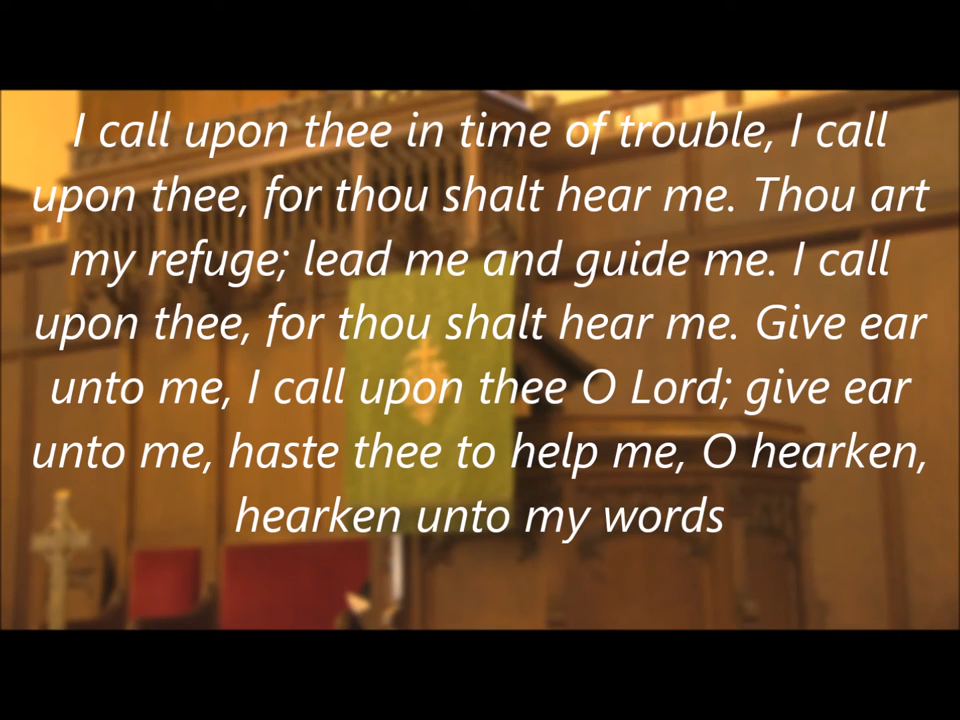 I call upon thee in time of trouble, I call
upon thee, for thou shalt hear me. Thou art
my refuge; lead me and guide me. I call
upon thee, for thou shalt hear me. Give ear
unto me, I call upon thee O Lord; give ear
unto me, haste thee to help me, O hearken,
hearken unto my words